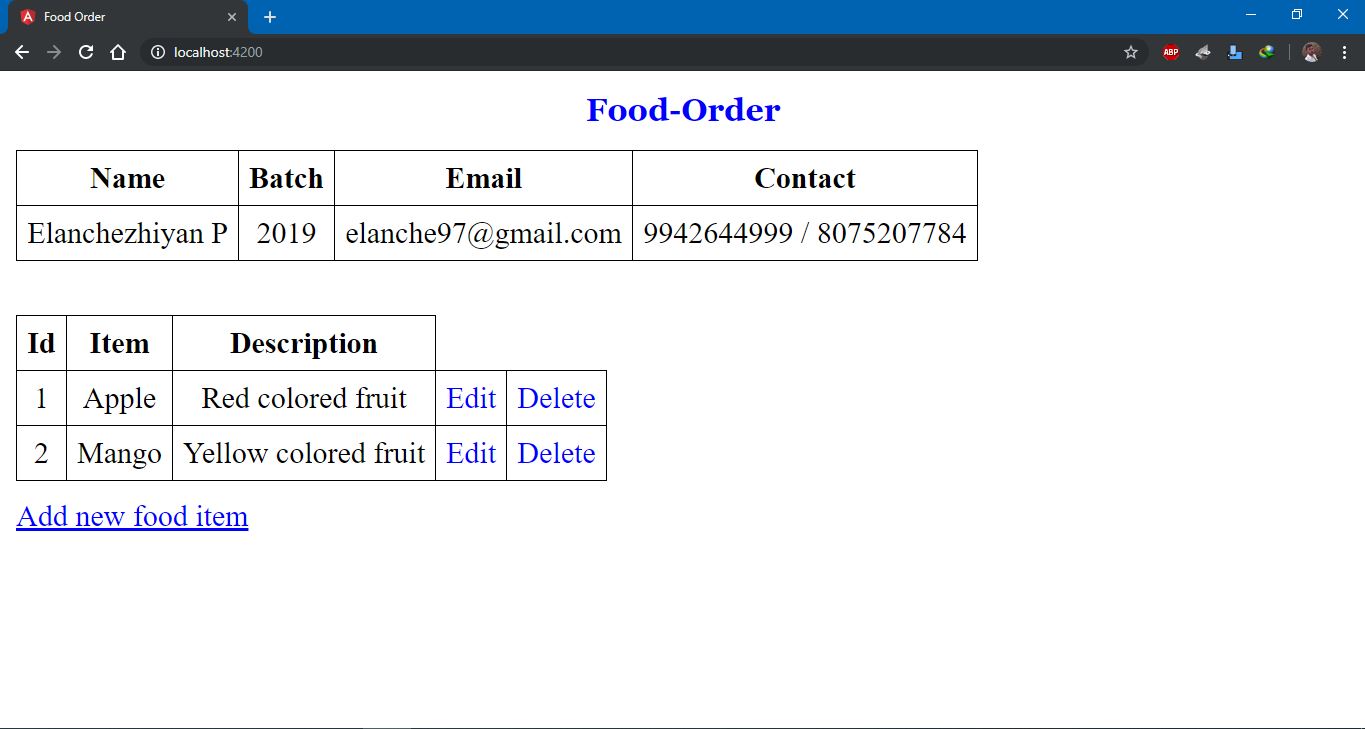 Food Order
localhost:4200
ABP
Food-Order
Name Batch Email Contact
Elanchezhiyan P 2019 elanche97@gmail.com 9942644999 / 8075207784
Id Item Description
1 Apple Red colored fruit Edit Delete
2 Mango Yellow colored fruit Edit Delete
Add new food item